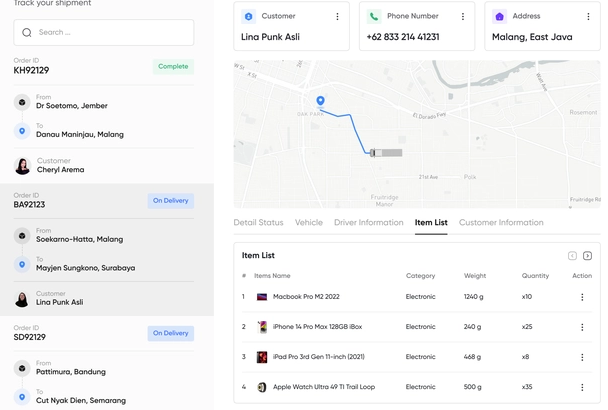 Track your shipment
Search ...
Order ID
KH92129
Complete
From
Dr Soetomo, Jember
To
Danau Maninjau, Malang
Customer
Cheryl Arema
Order ID
BA92123
On Delivery
From
Soekarno-Hatta, Malang
To
Mayjen Sungkono, Surabaya
Customer
Lina Punk Asli
Order ID
SD92129
On Delivery
From
Pattimura, Bandung
To
Cut Nyak Dien, Semarang
Customer
Lina Punk Asli
Phone Number
+62 833 214 41231
Address
Malang, East Java
W St
X St
OAK PARK
El Dorado Fwy
Watt Ave
Rosemont
21st Ave
Polk
Fruitridge
Manor
Fruitridge Rd
Detail Status
Vehicle
Driver Information
Item List
Customer Information
Item List
# Items Name Category Weight Quantity Action
1 Macbook Pro M2 2022 Electronic 1240 g x10
2 iPhone 14 Pro Max 128GB iBox Electronic 240 g x25
3 iPad Pro 3rd Gen 11-inch (2021) Electronic 468 g x8
4 Apple Watch Ultra 49 TI Trail Loop Electronic 500 g x35